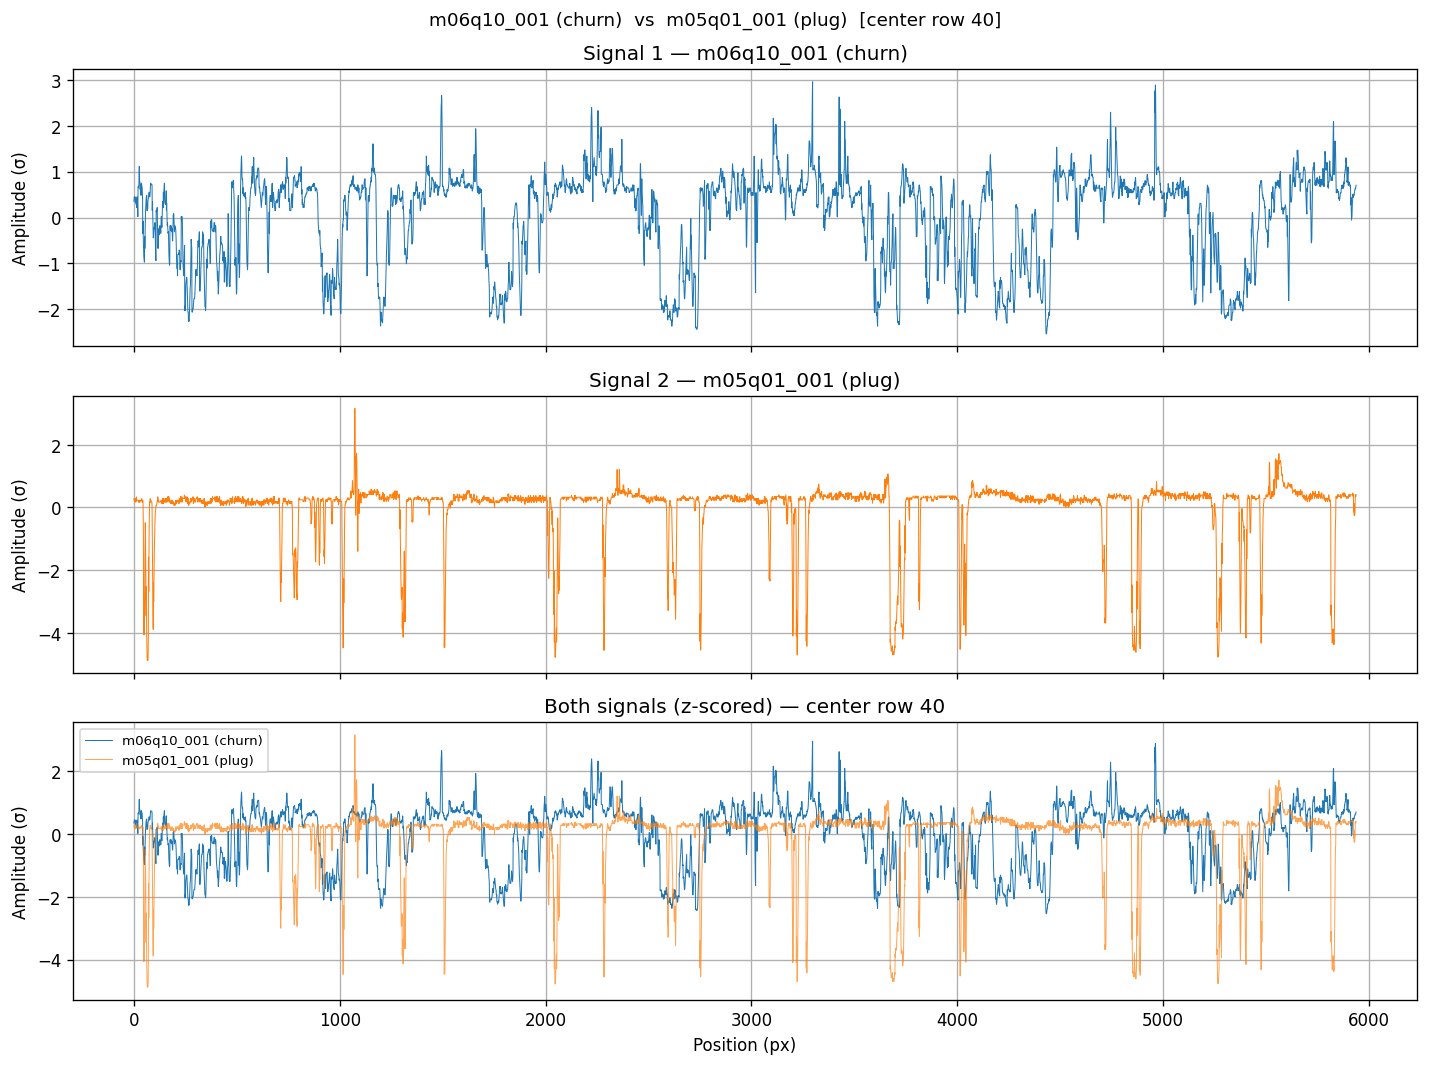 m06q10_001 (churn)  vs  m05q01_001 (plug)  [center row 40]
Signal 1 — m06q10_001 (churn)
Amplitude (σ)
3
2
1
0
−1
−2
Signal 2 — m05q01_001 (plug)
Amplitude (σ)
2
0
−2
−4
Both signals (z-scored) — center row 40
m06q10_001 (churn)
m05q01_001 (plug)
Amplitude (σ)
2
0
−2
−4
0 1000 2000 3000 4000 5000 6000
Position (px)